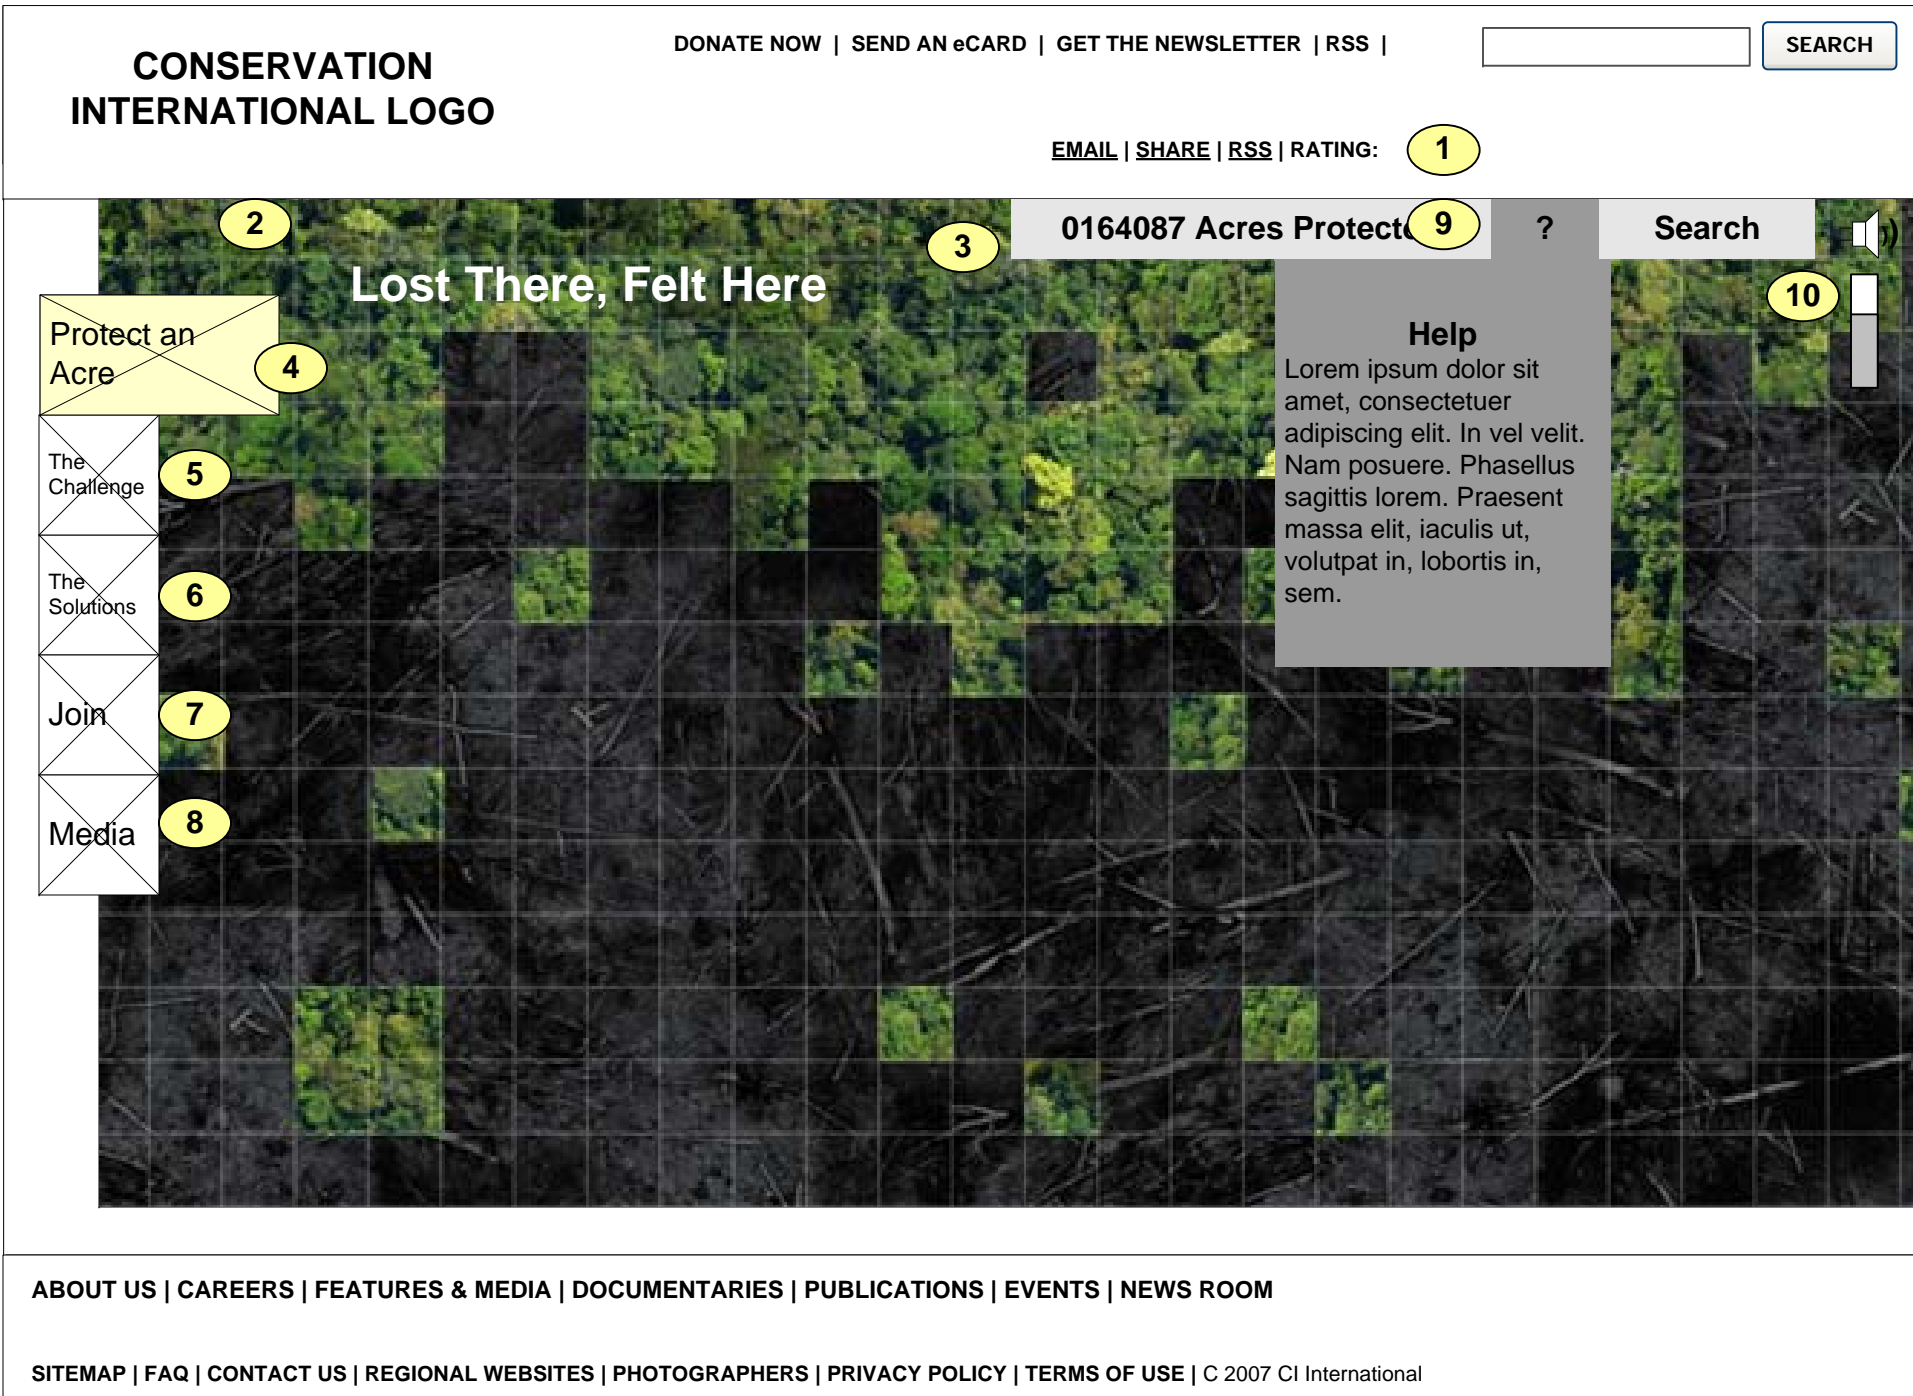 CONSERVATION
INTERNATIONAL LOGO
DONATE NOW | SEND AN eCARD | GET THE NEWSLETTER | RSS |
SEARCH
EMAIL | SHARE | RSS | RATING:
1
2
3
0164087 Acres Protecte
9
?
Search
Lost There, Felt Here
10
Protect an
Acre
4
Help
Lorem ipsum dolor sit
amet, consectetuer
adipiscing elit. In vel velit.
Nam posuere. Phasellus
sagittis lorem. Praesent
massa elit, iaculis ut,
volutpat in, lobortis in,
sem.
The
Challenge
5
The
Solutions
6
Join
7
Media
8
ABOUT US | CAREERS | FEATURES & MEDIA | DOCUMENTARIES | PUBLICATIONS | EVENTS | NEWS ROOM
SITEMAP | FAQ | CONTACT US | REGIONAL WEBSITES | PHOTOGRAPHERS | PRIVACY POLICY | TERMS OF USE | C 2007 CI International